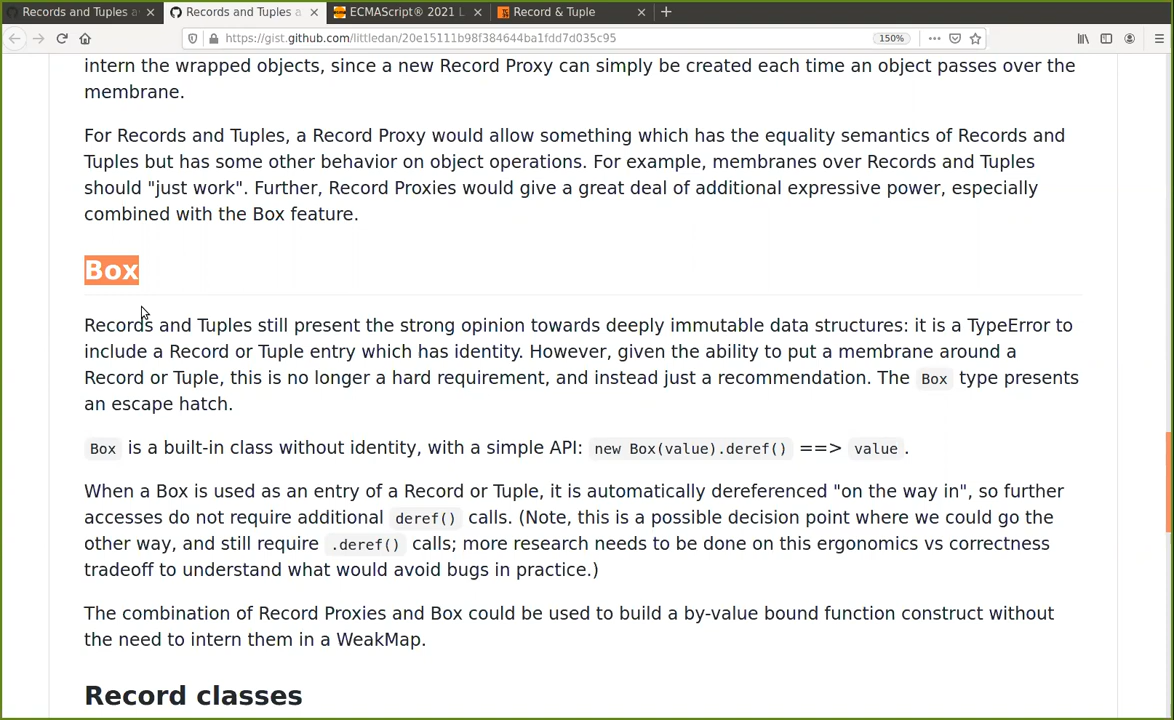 Records and Tuples a
Records and Tuples a
ECMAScript® 2021 L
Record & Tuple
https://gist.github.com/littledan/20e15111b98f384644ba1fdd7d035c95
150%
intern the wrapped objects, since a new Record Proxy can simply be created each time an object passes over the
membrane.
For Records and Tuples, a Record Proxy would allow something which has the equality semantics of Records and
Tuples but has some other behavior on object operations. For example, membranes over Records and Tuples
should "just work". Further, Record Proxies would give a great deal of additional expressive power, especially
combined with the Box feature.
Box
Records and Tuples still present the strong opinion towards deeply immutable data structures: it is a TypeError to
include a Record or Tuple entry which has identity. However, given the ability to put a membrane around a
Record or Tuple, this is no longer a hard requirement, and instead just a recommendation. The Box type presents
an escape hatch.
Box is a built-in class without identity, with a simple API: new Box(value).deref() ==> value .
When a Box is used as an entry of a Record or Tuple, it is automatically dereferenced "on the way in", so further
accesses do not require additional deref() calls. (Note, this is a possible decision point where we could go the
other way, and still require .deref() calls; more research needs to be done on this ergonomics vs correctness
tradeoff to understand what would avoid bugs in practice.)
The combination of Record Proxies and Box could be used to build a by-value bound function construct without
the need to intern them in a WeakMap.
Record classes